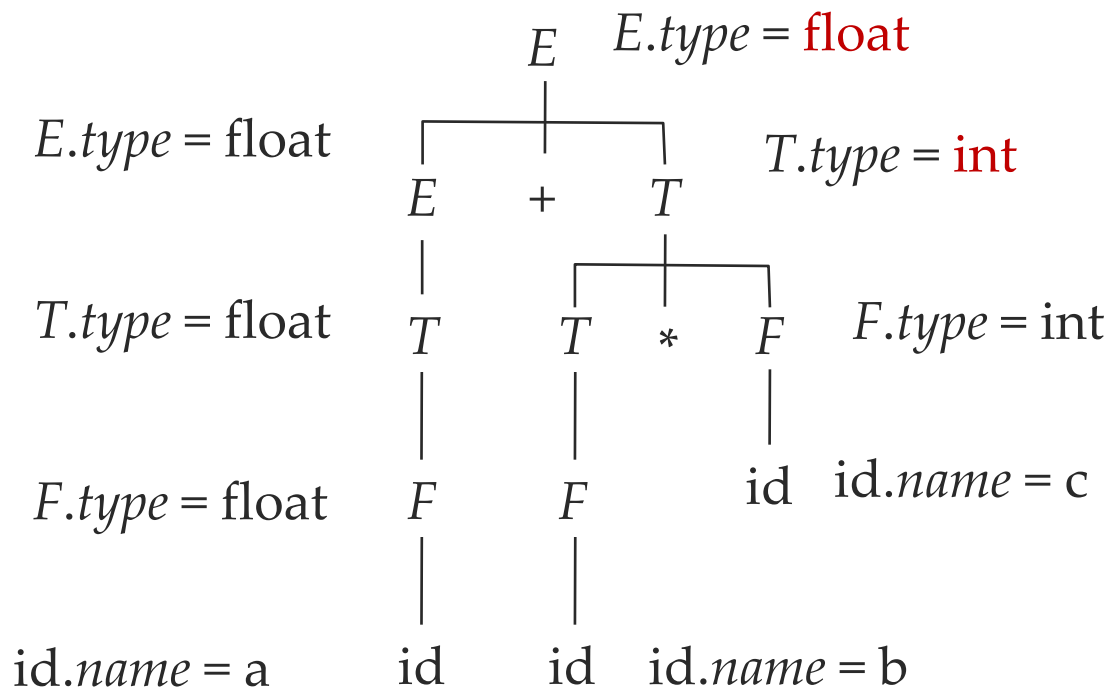 E E.type = float
E.type = float T.type = int
E + T
T.type = float T T * F F.type = int
F.type = float F F id id.name = c
id.name = a id id id.name = b